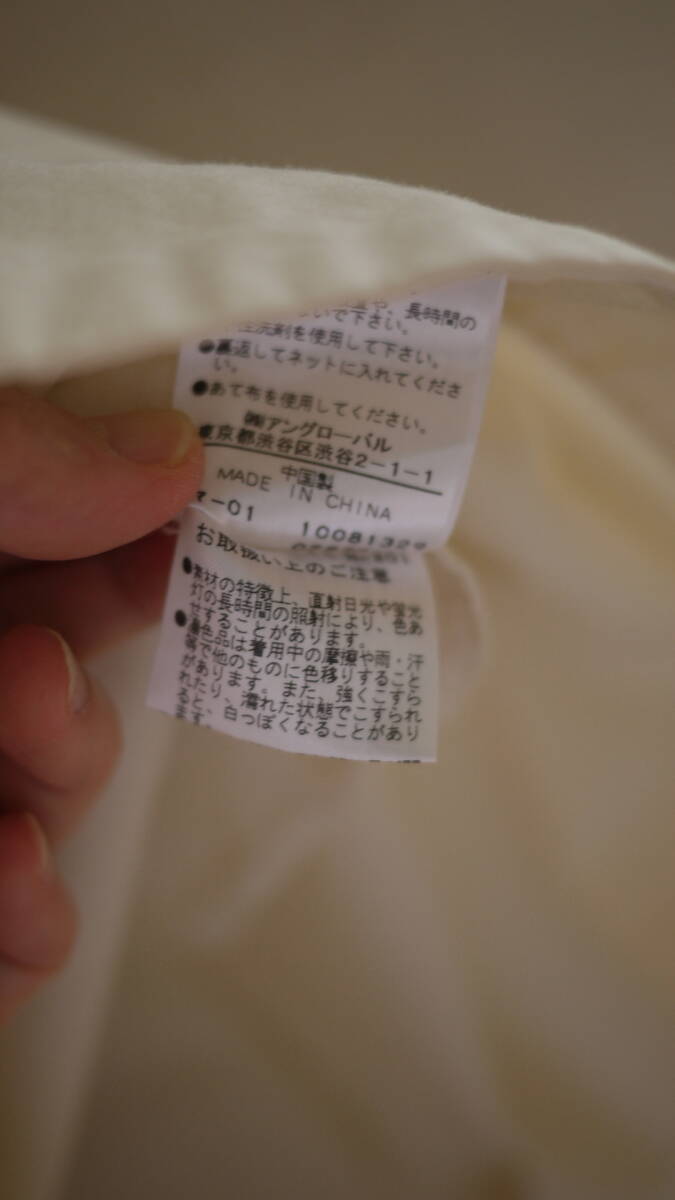 や、長時間の
いで下さい。
洗剤を使用して下さい。
●裏返してネットに入れてくださ
い。
●あて布を使用してください。
㈱アングローバル
東京都渋谷区渋谷2-1-1
中国製
MADE IN CHINA
-01 10081329
お取扱い上のご注意
●素材の特徴上、直射日光や蛍光
灯の長時間の照射により、色あ
せすることがあります。
●濃色品は着用中の摩擦や雨・汗
等で他のものに色移りすること
があります。また、強くこすら
れたり、濡れた状態でこすられ
ると、白っぽくなることがあり
ます